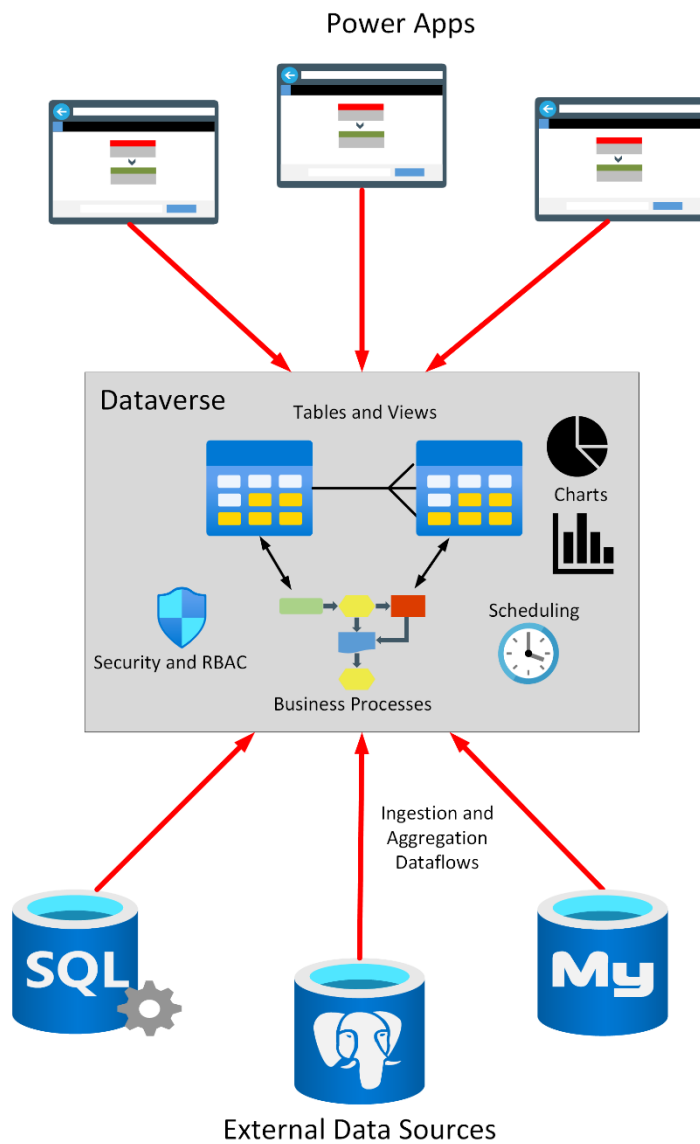 Power Apps
Dataverse
Tables and Views
Charts
Scheduling
Security and RBAC
Business Processes
Ingestion and
Aggregation
Dataflows
SQL
My
External Data Sources